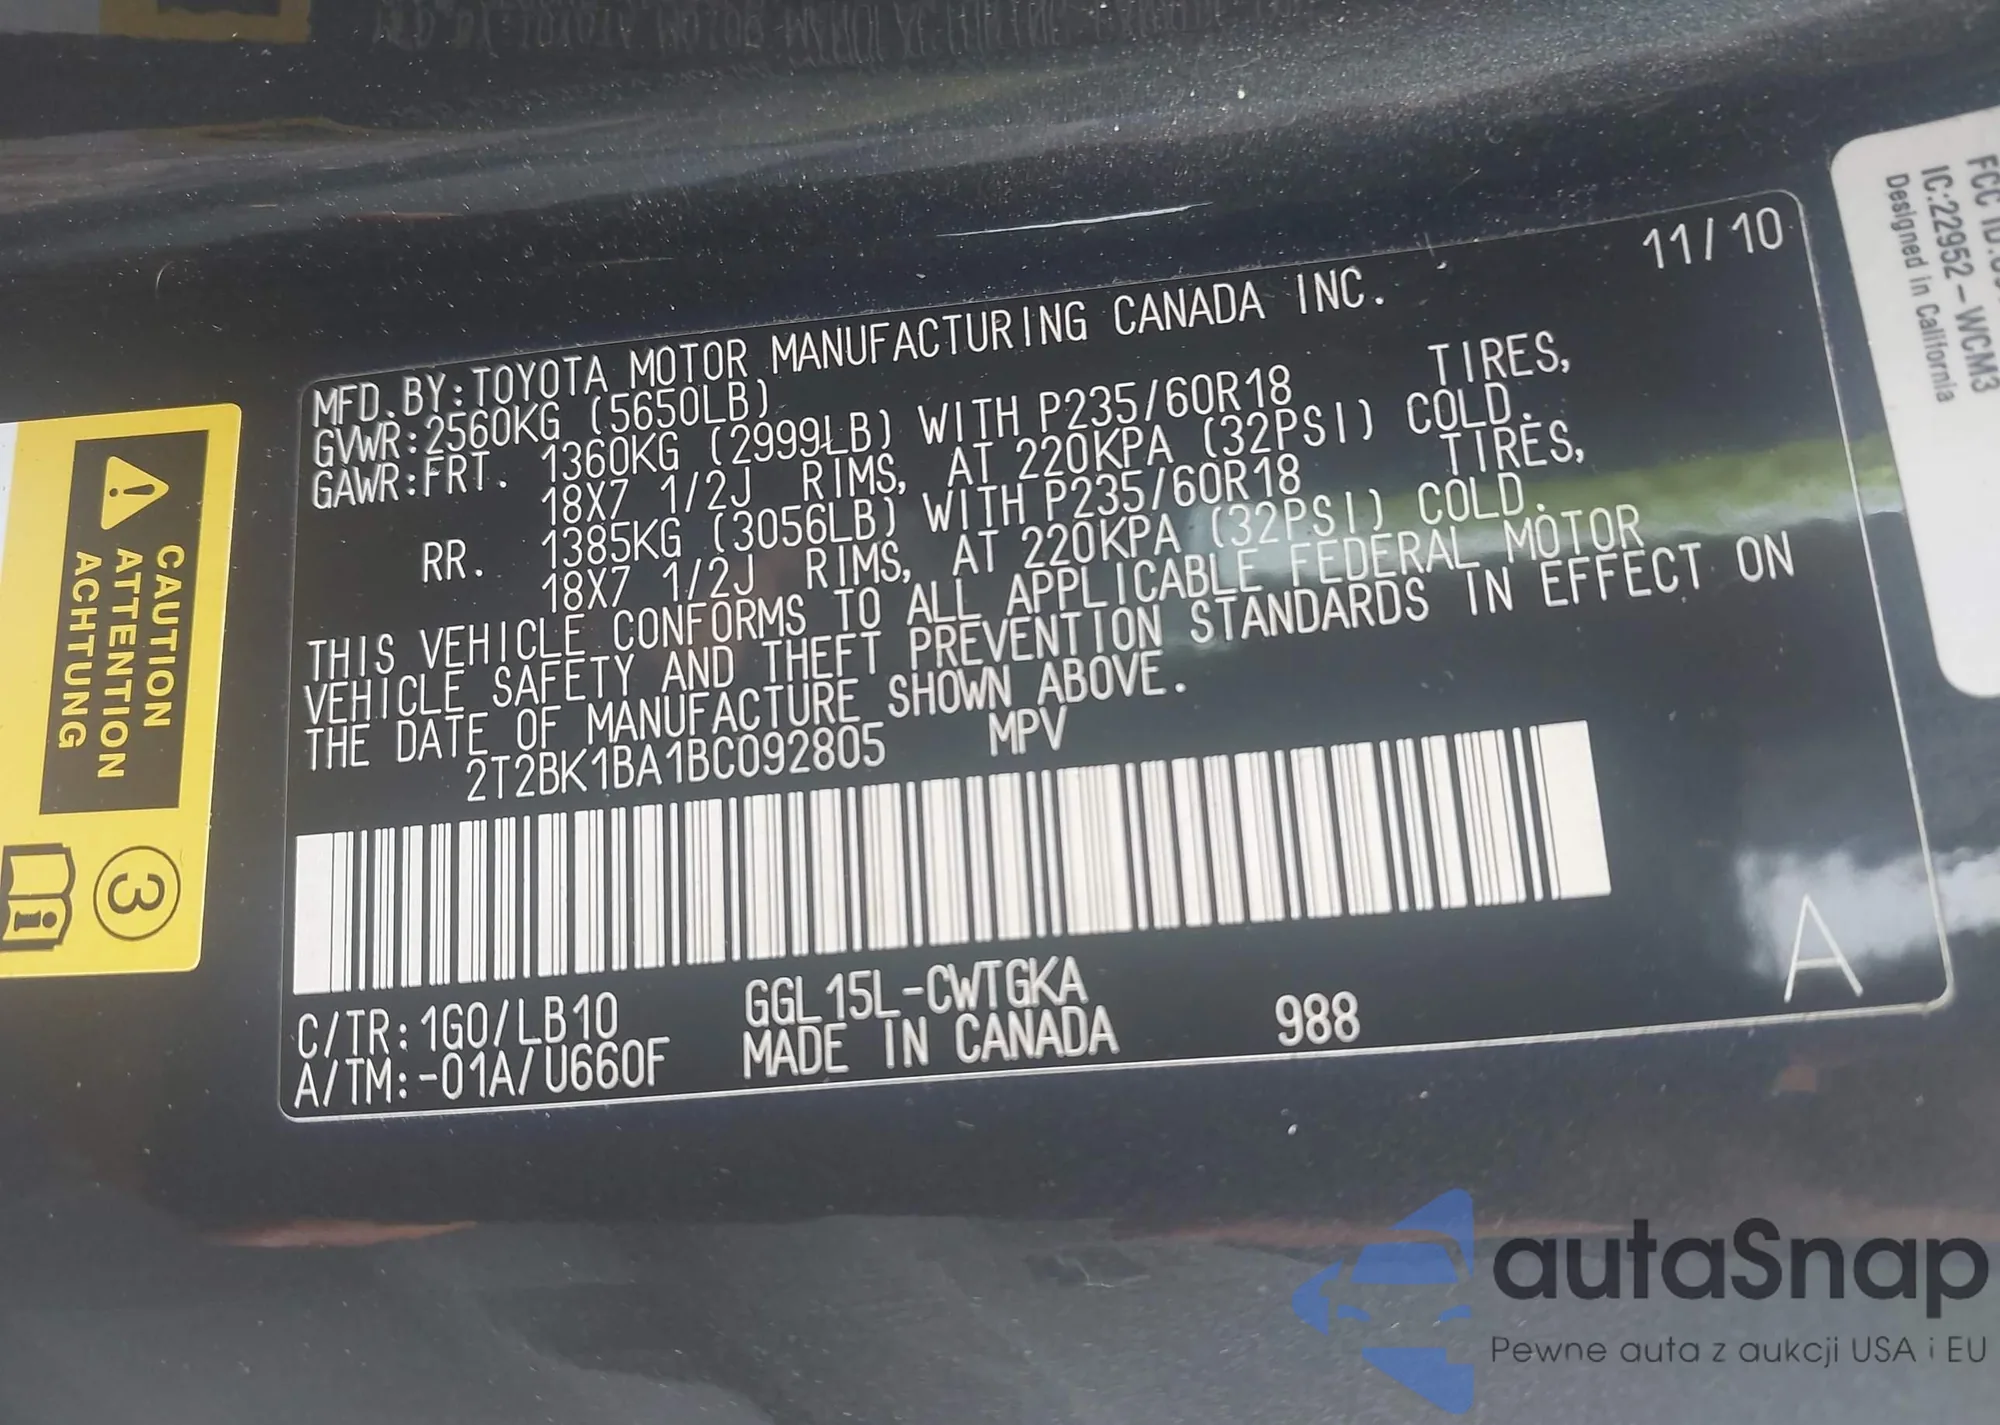 11/10
MFD.BY:TOYOTA MOTOR MANUFACTURING CANADA INC.
GVWR:2560KG (5650LB)
GAWR:FRT. 1360KG (2999LB) WITH P235/60R18 TIRES,
18X7 1/2J RIMS, AT 220KPA (32PSI) COLD.
RR. 1385KG (3056LB) WITH P235/60R18 TIRES,
18X7 1/2J RIMS, AT 220KPA (32PSI) COLD.
THIS VEHICLE CONFORMS TO ALL APPLICABLE FEDERAL MOTOR
VEHICLE SAFETY AND THEFT PREVENTION STANDARDS IN EFFECT ON
THE DATE OF MANUFACTURE SHOWN ABOVE.
2T2BK1BA1BC092805 MPV
C/TR:1G0/LB10 GGL15L-CWTGKA
A/TM:-01A/U660F MADE IN CANADA 988
A
CAUTION
ATTENTION
ACHTUNG
3
FCC ID:
IC:22952-WCM3
Designed in California
autaSnap
Pewne auta z aukcji USA i EU